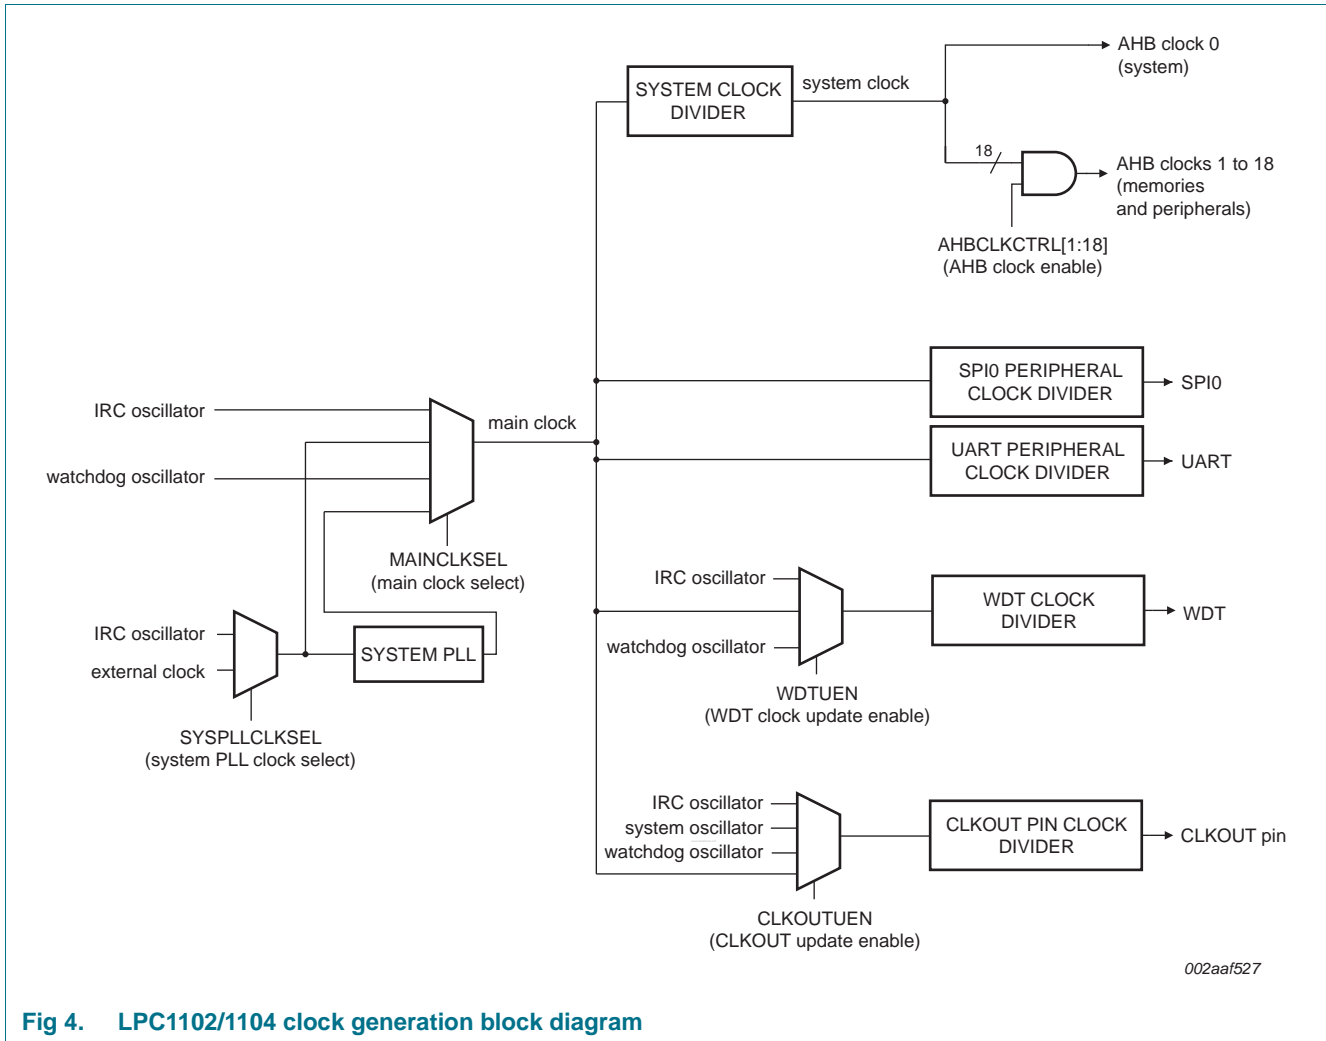 AHB clock 0
(system)
SYSTEM CLOCK
DIVIDER
system clock
18
AHB clocks 1 to 18
(memories
and peripherals)
AHBCLKCTRL[1:18]
(AHB clock enable)
SPI0 PERIPHERAL
CLOCK DIVIDER
SPI0
IRC oscillator
main clock
UART PERIPHERAL
CLOCK DIVIDER
UART
watchdog oscillator
MAINCLKSEL
(main clock select)
IRC oscillator
WDT CLOCK
DIVIDER
WDT
IRC oscillator
SYSTEM PLL
watchdog oscillator
external clock
WDTUEN
(WDT clock update enable)
SYSPLLCLKSEL
(system PLL clock select)
IRC oscillator
system oscillator
watchdog oscillator
CLKOUT PIN CLOCK
DIVIDER
CLKOUT pin
CLKOUTUEN
(CLKOUT update enable)
002aaf527
Fig 4. LPC1102/1104 clock generation block diagram